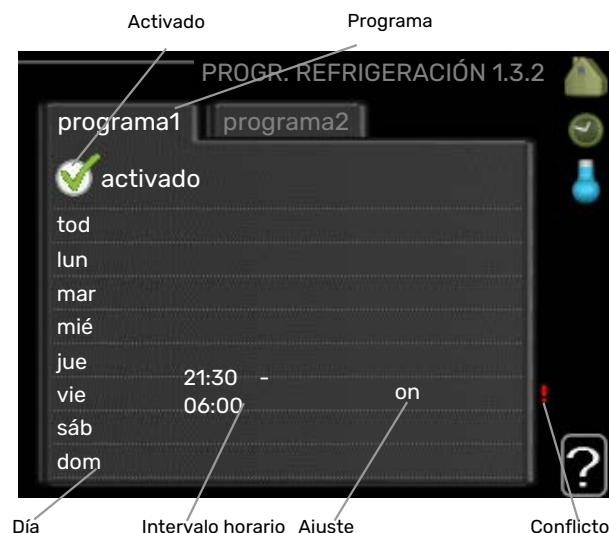 Activado Programa
PROGR. REFRIGERACIÓN 1.3.2
programa1 programa2
activado
tod
lun
mar
mié
jue
vie 21:30 - on !
06:00
sáb
dom
?
Día Intervalo horario Ajuste Conflicto